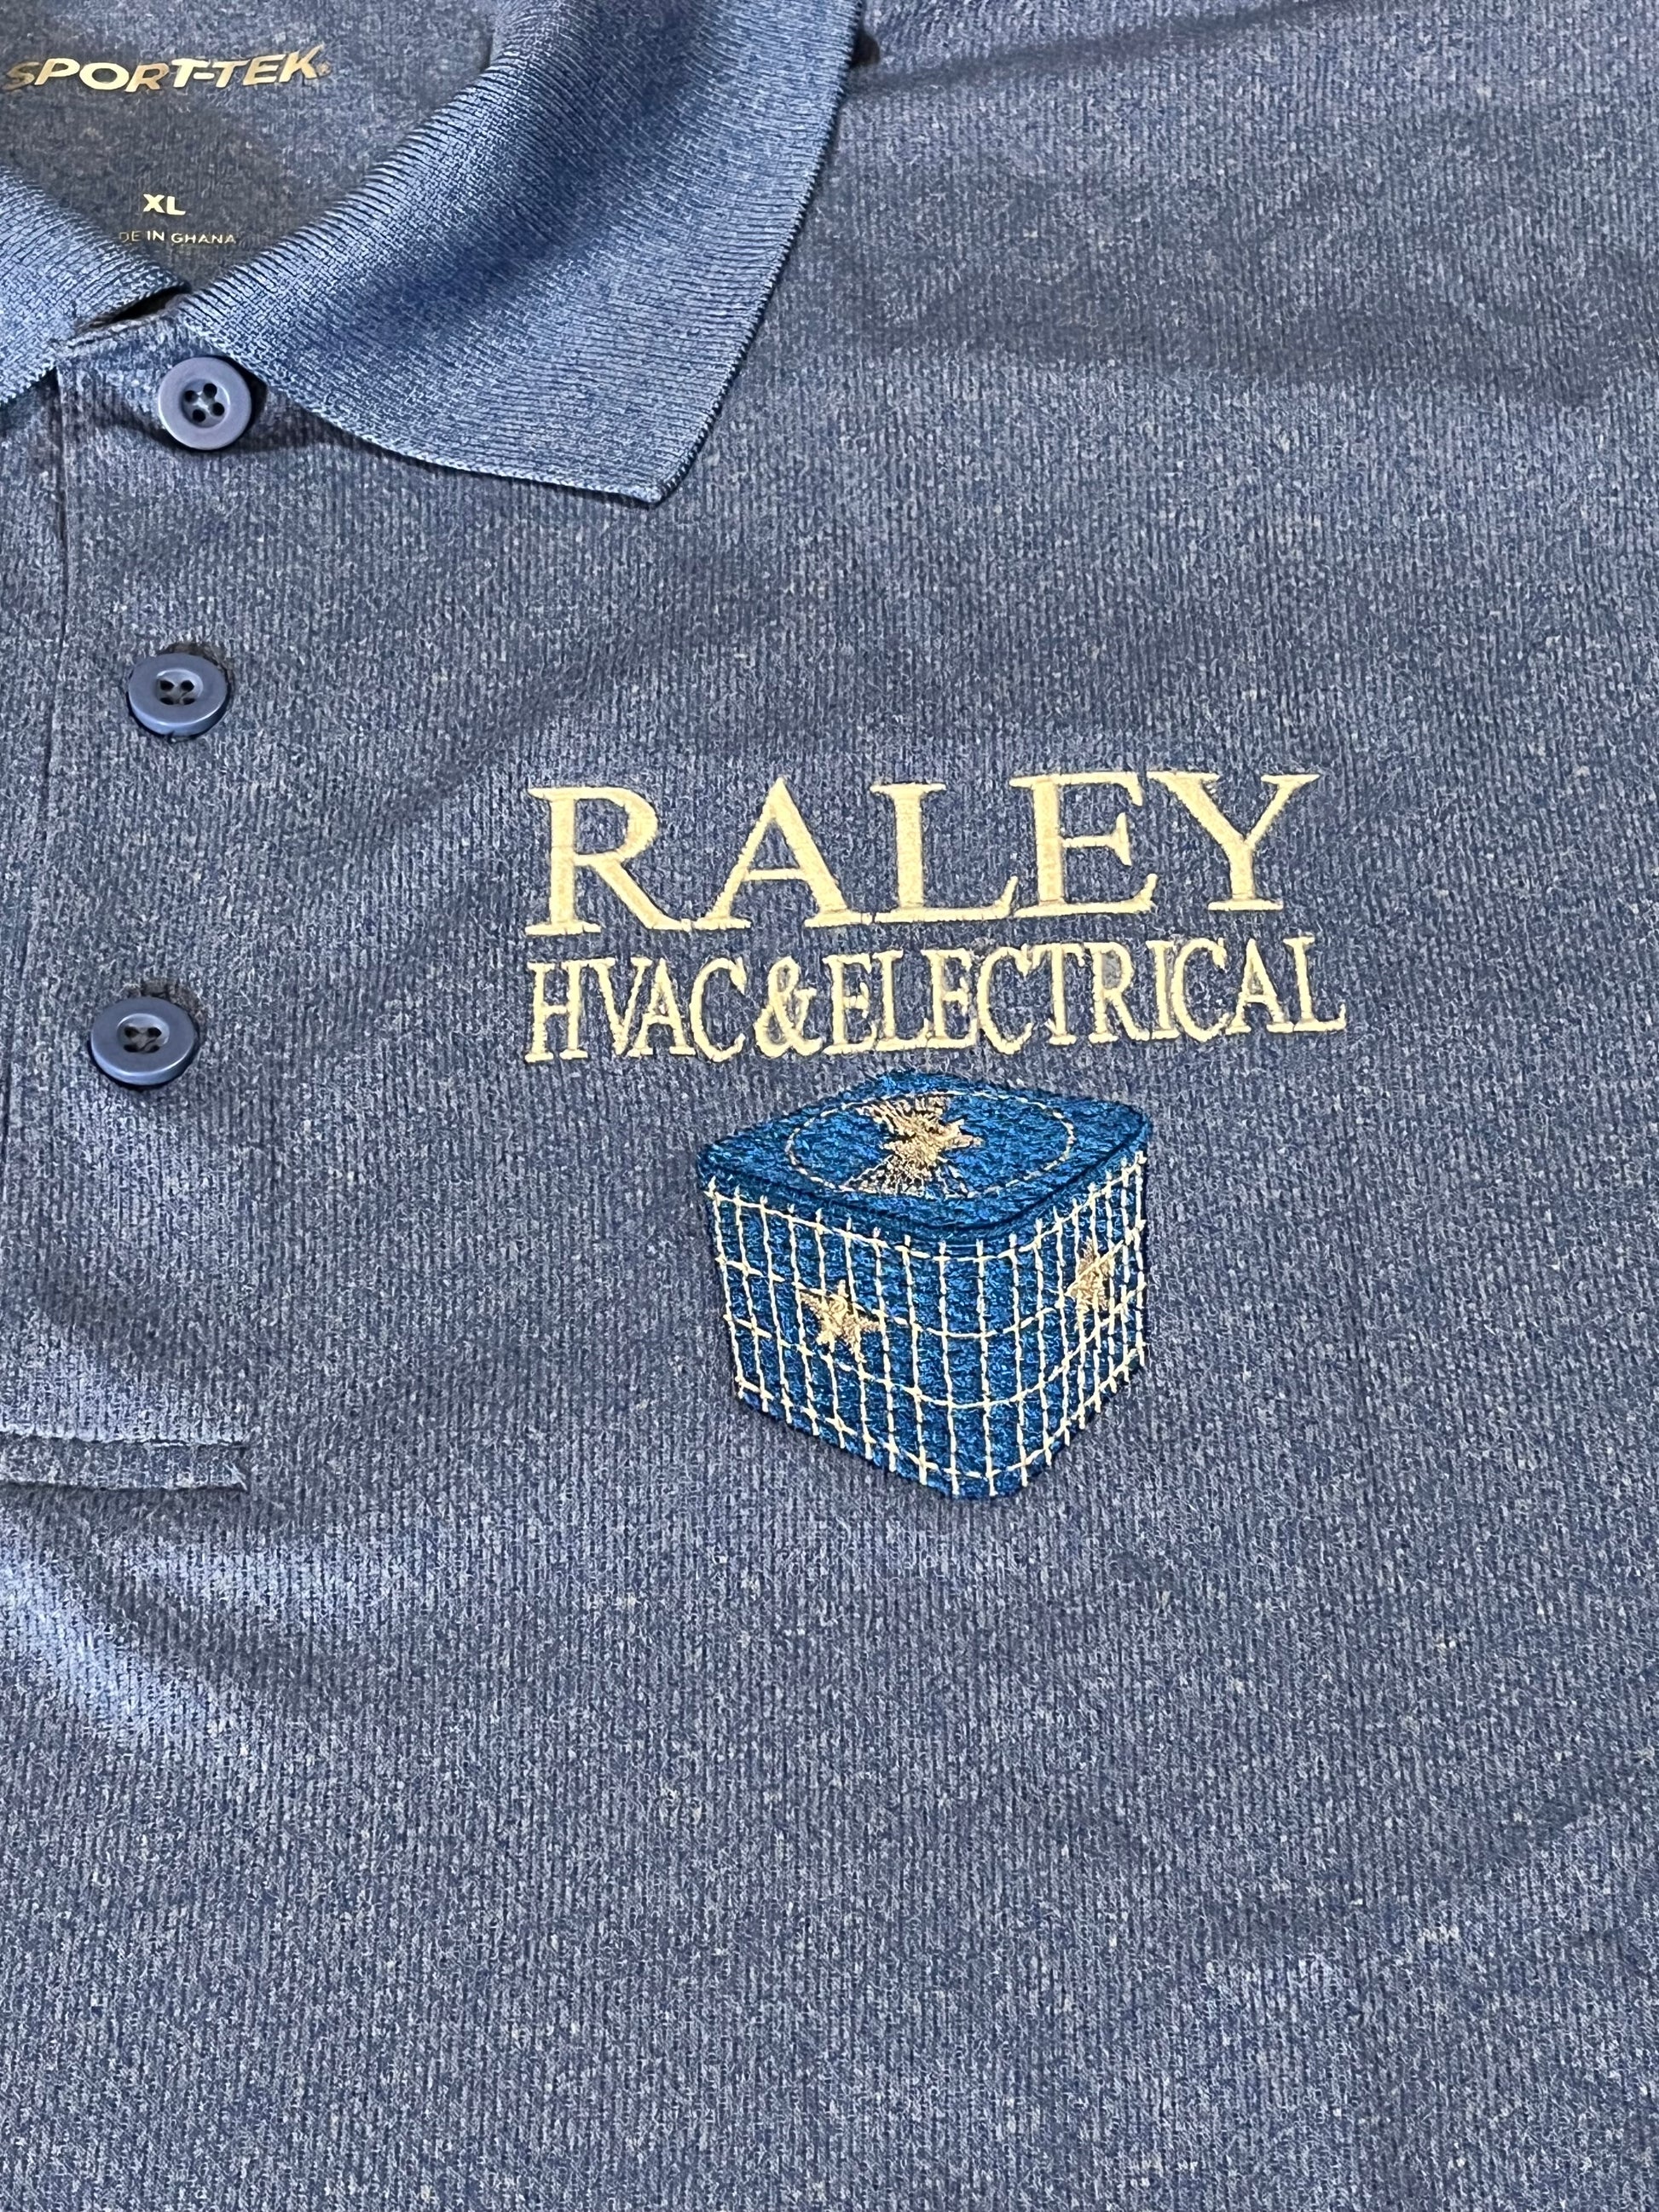 SPORT-TEK®
XL
DE IN GHANA
RALEY
HVAC & ELECTRICAL